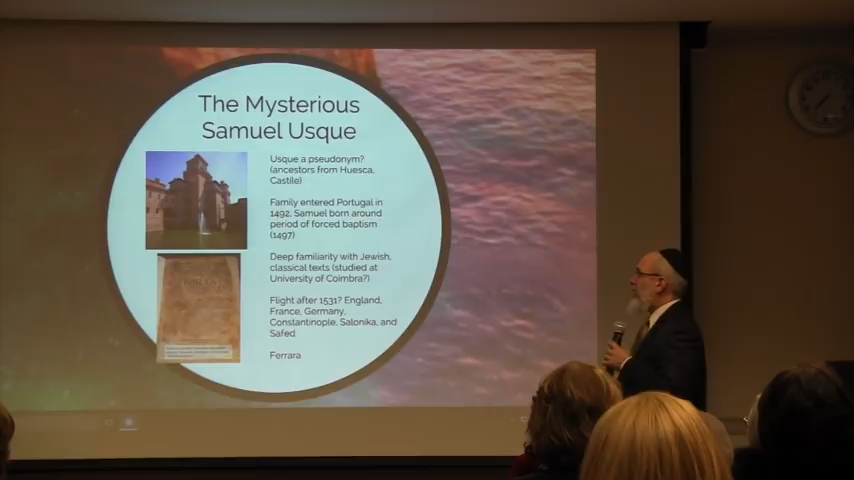 The Mysterious
Samuel Usque
Usque a pseudonym?
(ancestors from Huesca,
Castile)
Family entered Portugal in
1492, Samuel born around
period of forced baptism
(1497)
Deep familiarity with Jewish,
classical texts (studied at
University of Coimbra?)
Flight after 1531? England,
France, Germany,
Constantinople, Salonika, and
Safed
Ferrara